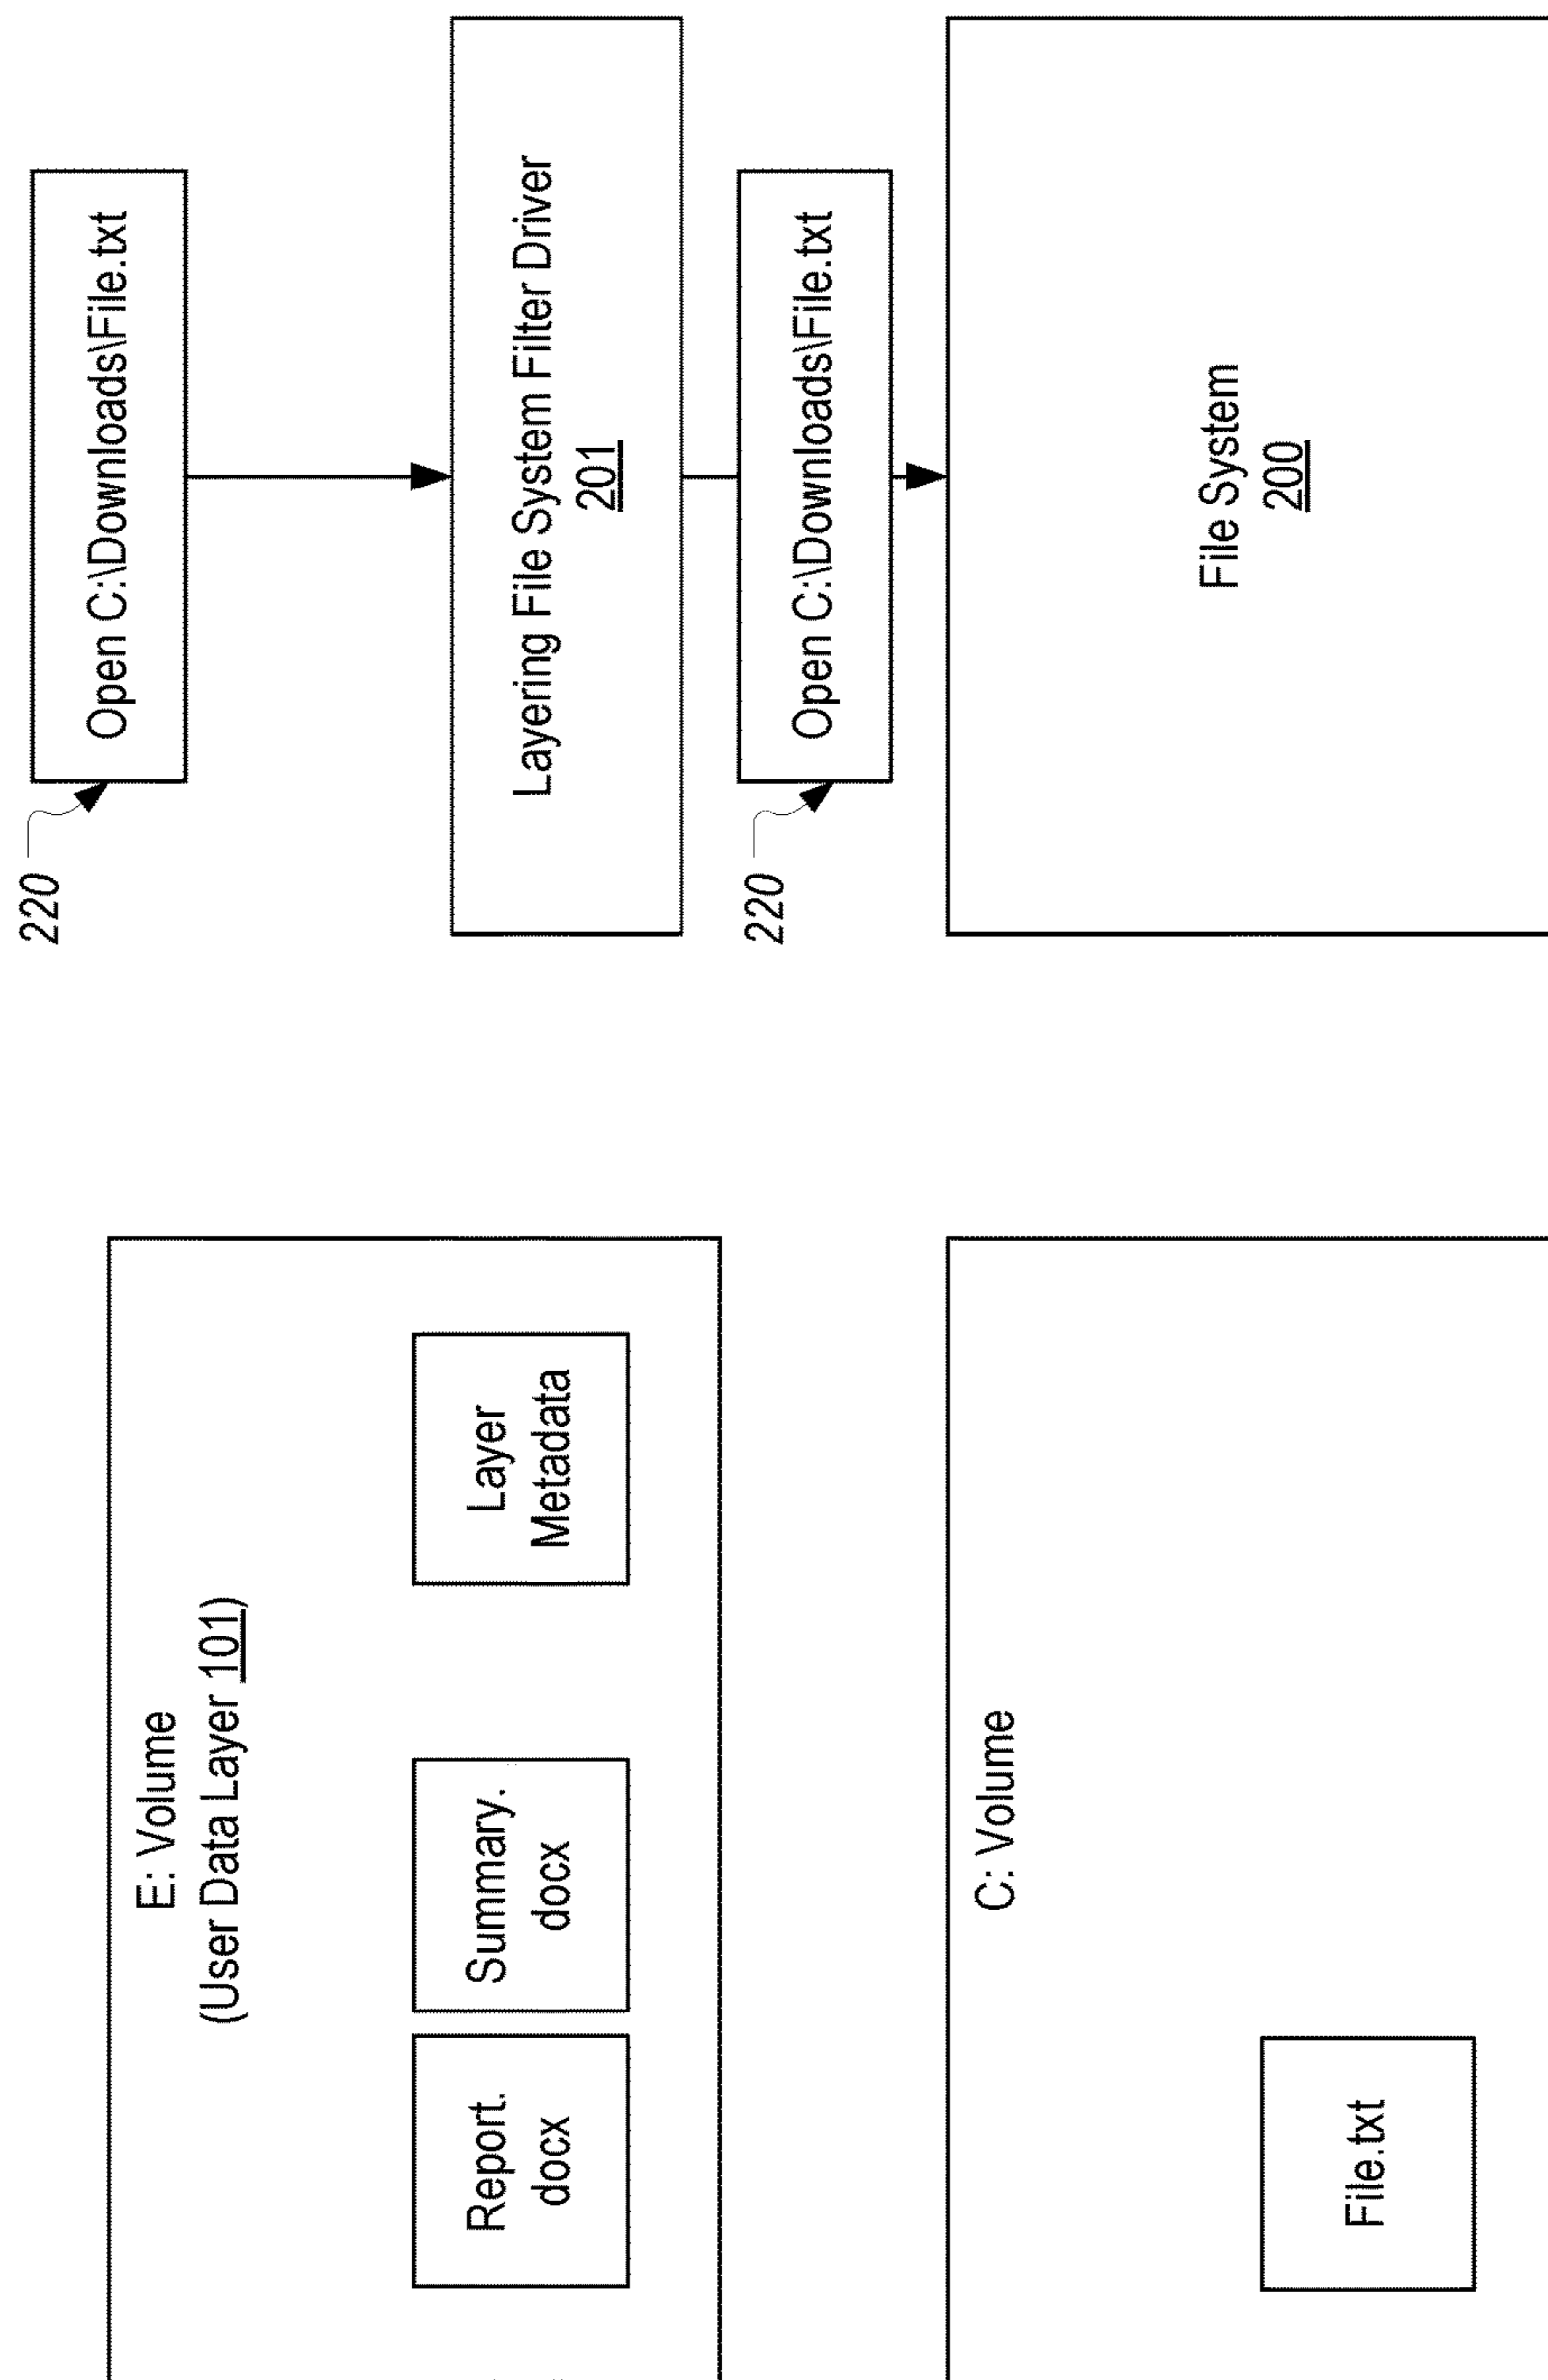 E: Volume
(User Data Layer 101)
Report.
docx
Summary.
docx
Layer
Metadata
C: Volume
File.txt
220
Open C:\Downloads\File.txt
Layering File System Filter Driver
201
220
Open C:\Downloads\File.txt
File System
200